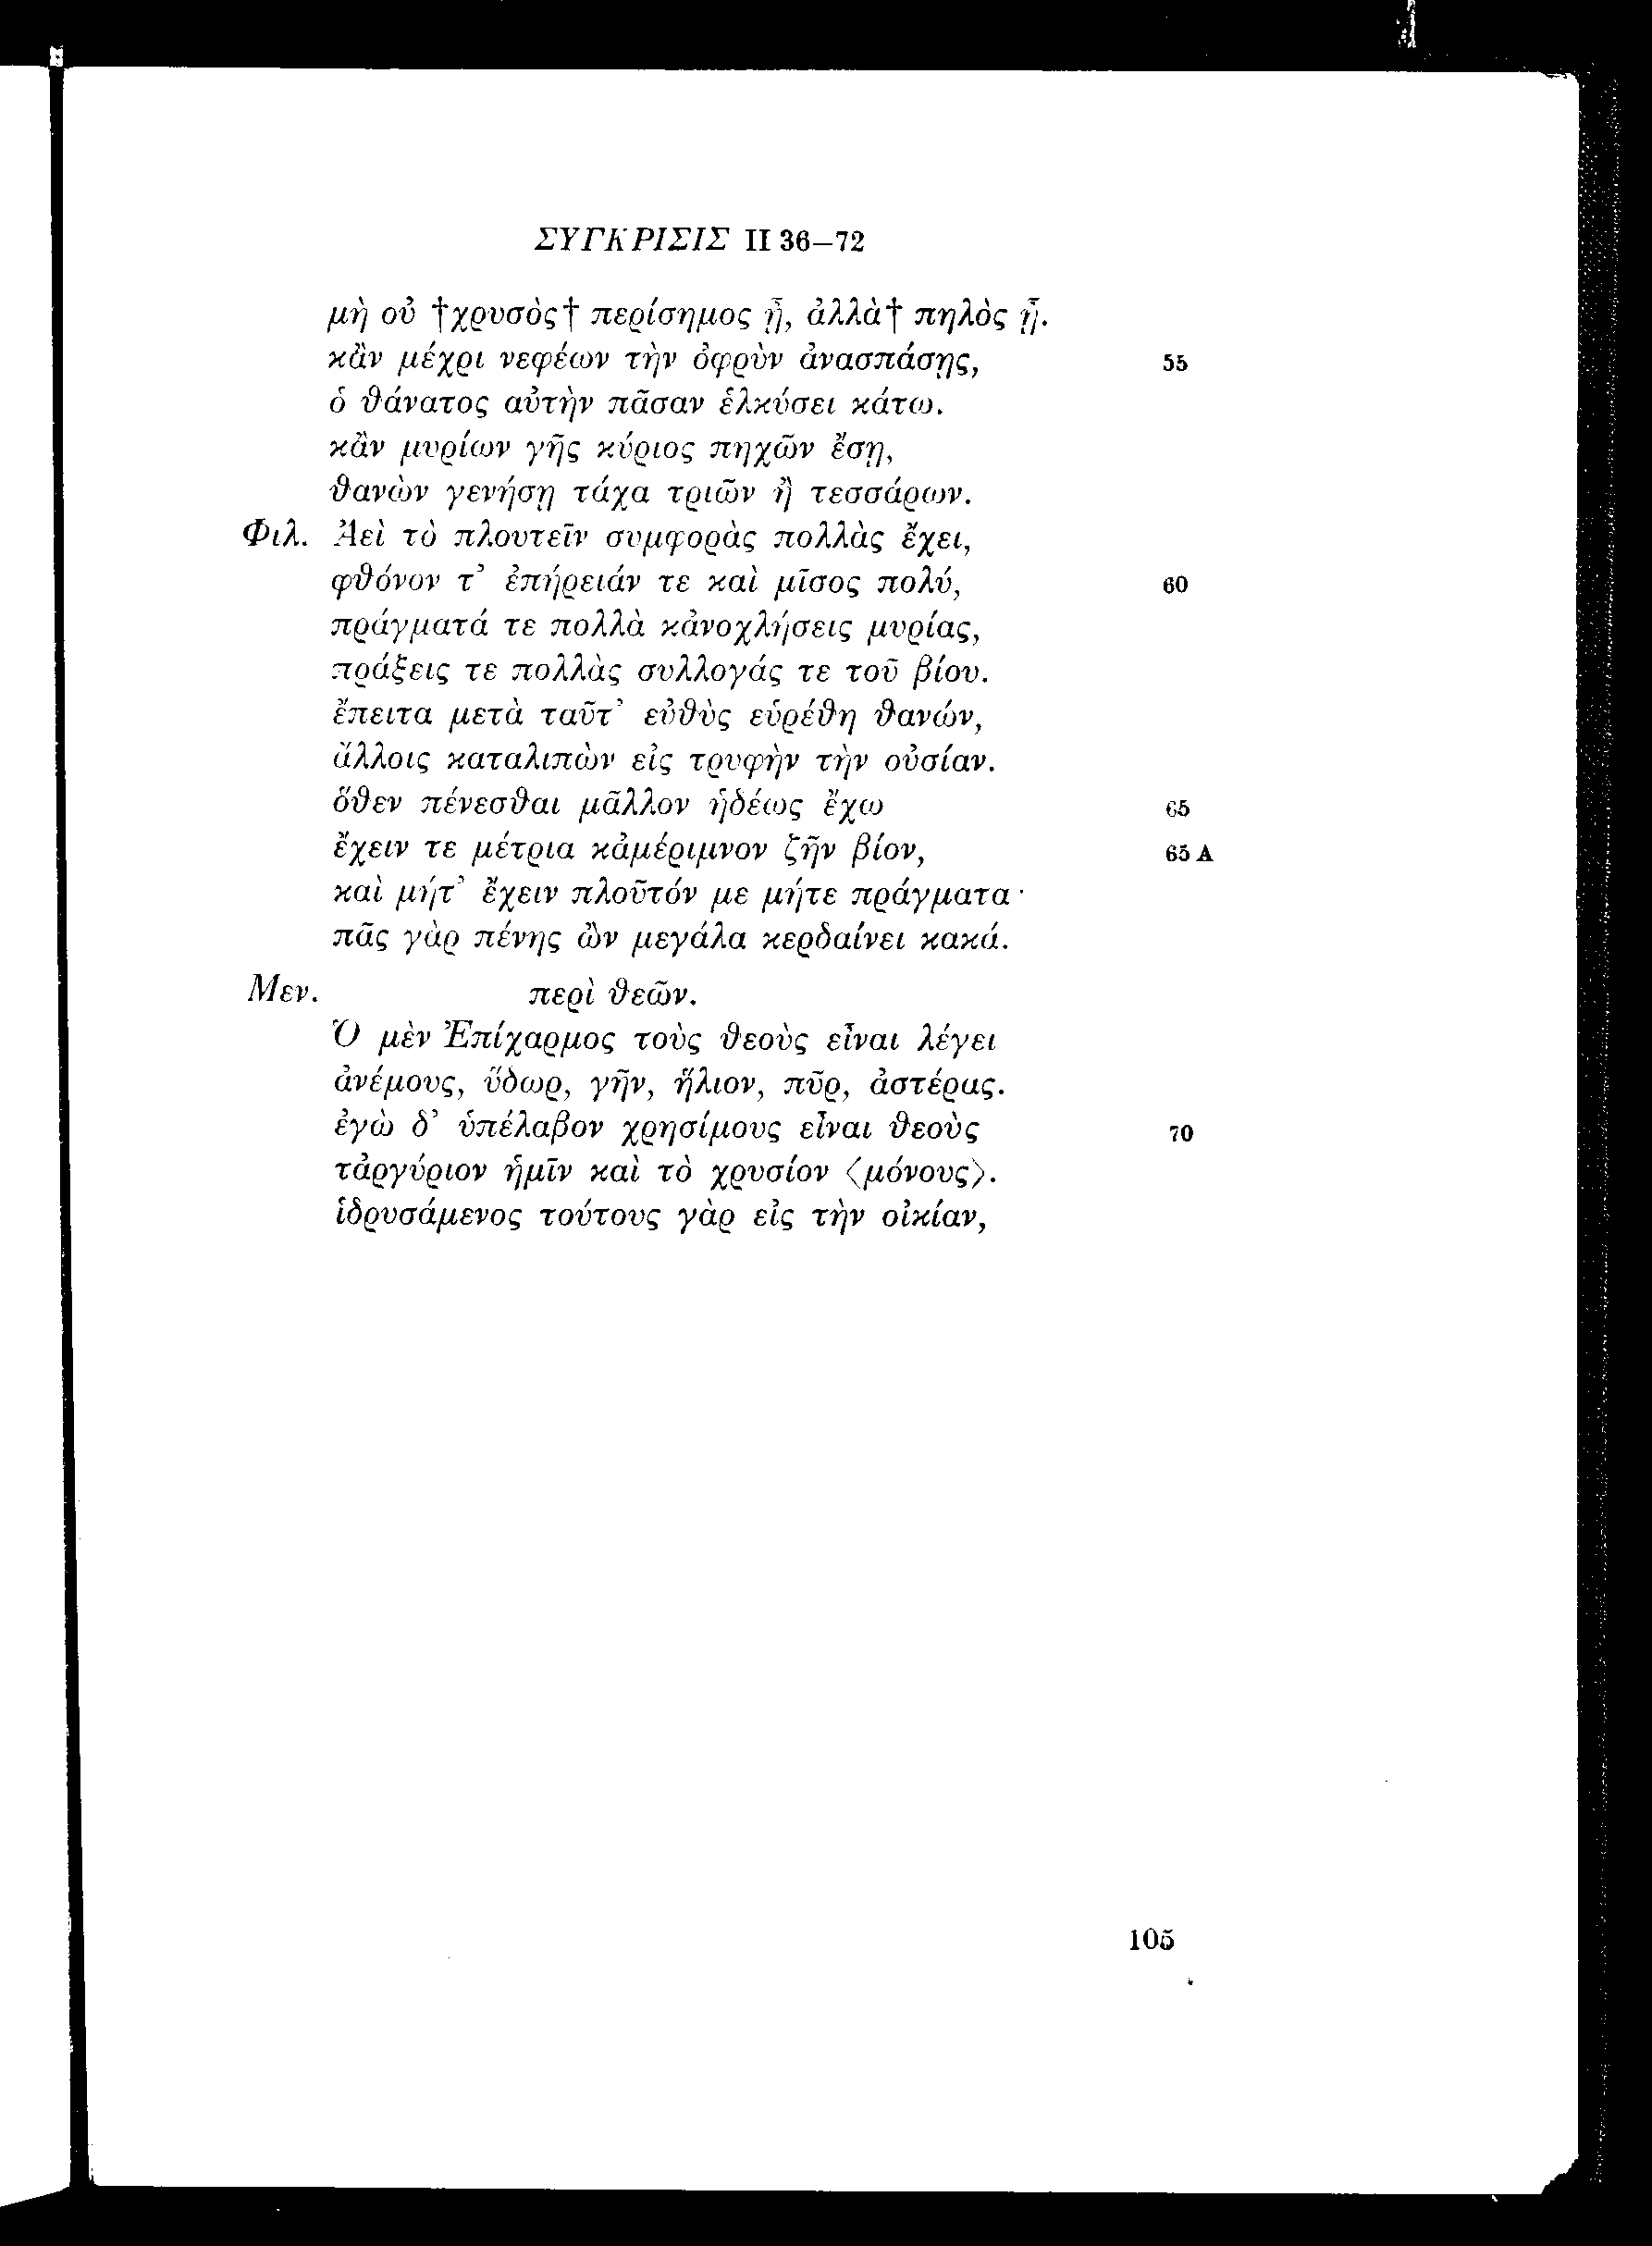 ΣΥΓΚΡΙΣΙΣ II 36–72
μὴ οὐ †χρυσὸς† περίσημος ᾖ, ἀλλὰ† πηλὸς ᾖ.
κἂν μέχρι νεφέων τὴν ὀφρὺν ἀνασπάσῃς, 55
ὁ θάνατος αὐτὴν πᾶσαν ἑλκύσει κάτω.
κἂν μυρίων γῆς κύριος πηχῶν ἔσῃ,
θανὼν γενήσῃ τάχα τριῶν ἢ τεσσάρων.
Φιλ. Ἀεὶ τὸ πλουτεῖν συμφορὰς πολλὰς ἔχει,
φθόνον τ’ ἐπήρειάν τε καὶ μῖσος πολύ, 60
πράγματά τε πολλὰ κἀνοχλήσεις μυρίας,
πράξεις τε πολλὰς συλλογάς τε τοῦ βίου.
ἔπειτα μετὰ ταῦτ’ εὐθὺς εὑρέθη θανών,
ἄλλοις καταλιπὼν εἰς τρυφὴν τὴν οὐσίαν.
ὅθεν πένεσθαι μᾶλλον ἡδέως ἔχω 65
ἔχειν τε μέτρια κἀμέριμνον ζῆν βίον, 65 A
καὶ μήτ’ ἔχειν πλοῦτόν με μήτε πράγματα·
πᾶς γὰρ πένης ὢν μεγάλα κερδαίνει κακά.
Μεν. περὶ θεῶν.
Ὁ μὲν Ἐπίχαρμος τοὺς θεοὺς εἶναι λέγει
ἀνέμους, ὕδωρ, γῆν, ἥλιον, πῦρ, ἀστέρας.
ἐγὼ δ’ ὑπέλαβον χρησίμους εἶναι θεοὺς 70
τἀργύριον ἡμῖν καὶ τὸ χρυσίον ⟨μόνους⟩.
ἱδρυσάμενος τούτους γὰρ εἰς τὴν οἰκίαν,
105